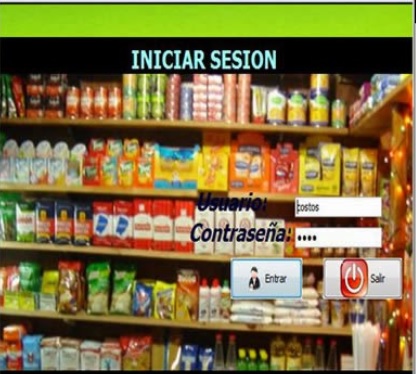 INICIAR SESION
Usuario: costos
Contraseña: ••••
Entrar Salir